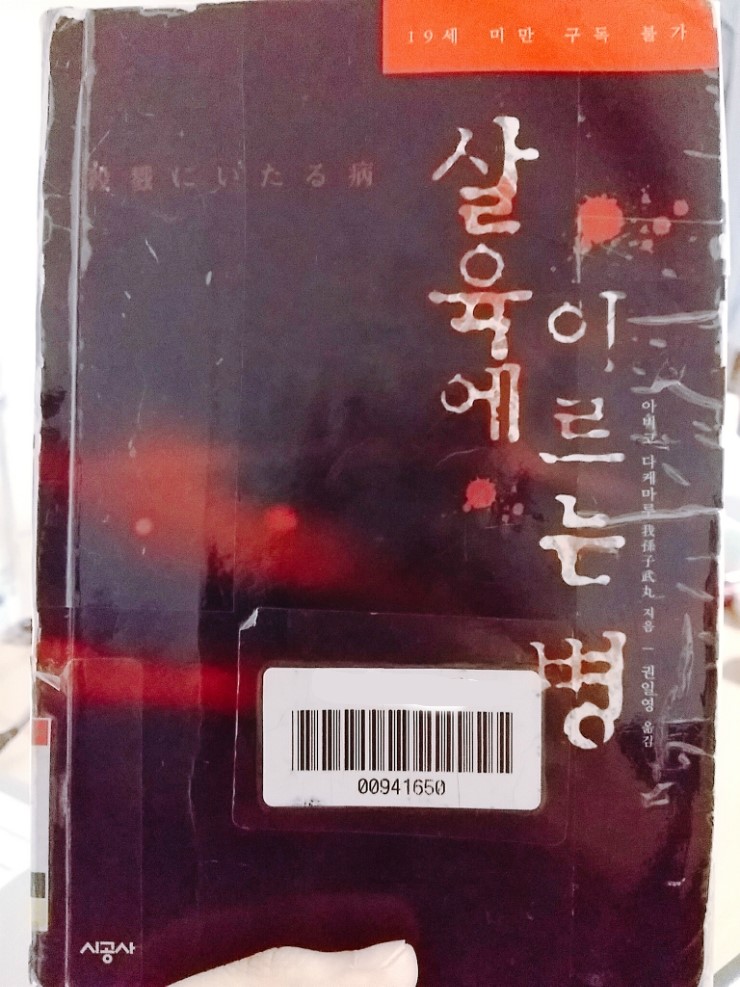 19세 미만 구독 불가
殺戮にいたる病
살육에
이르는 병
아비코 다케마루 我孫子武丸 지음 ─ 권일영 옮김
00941650
시공사